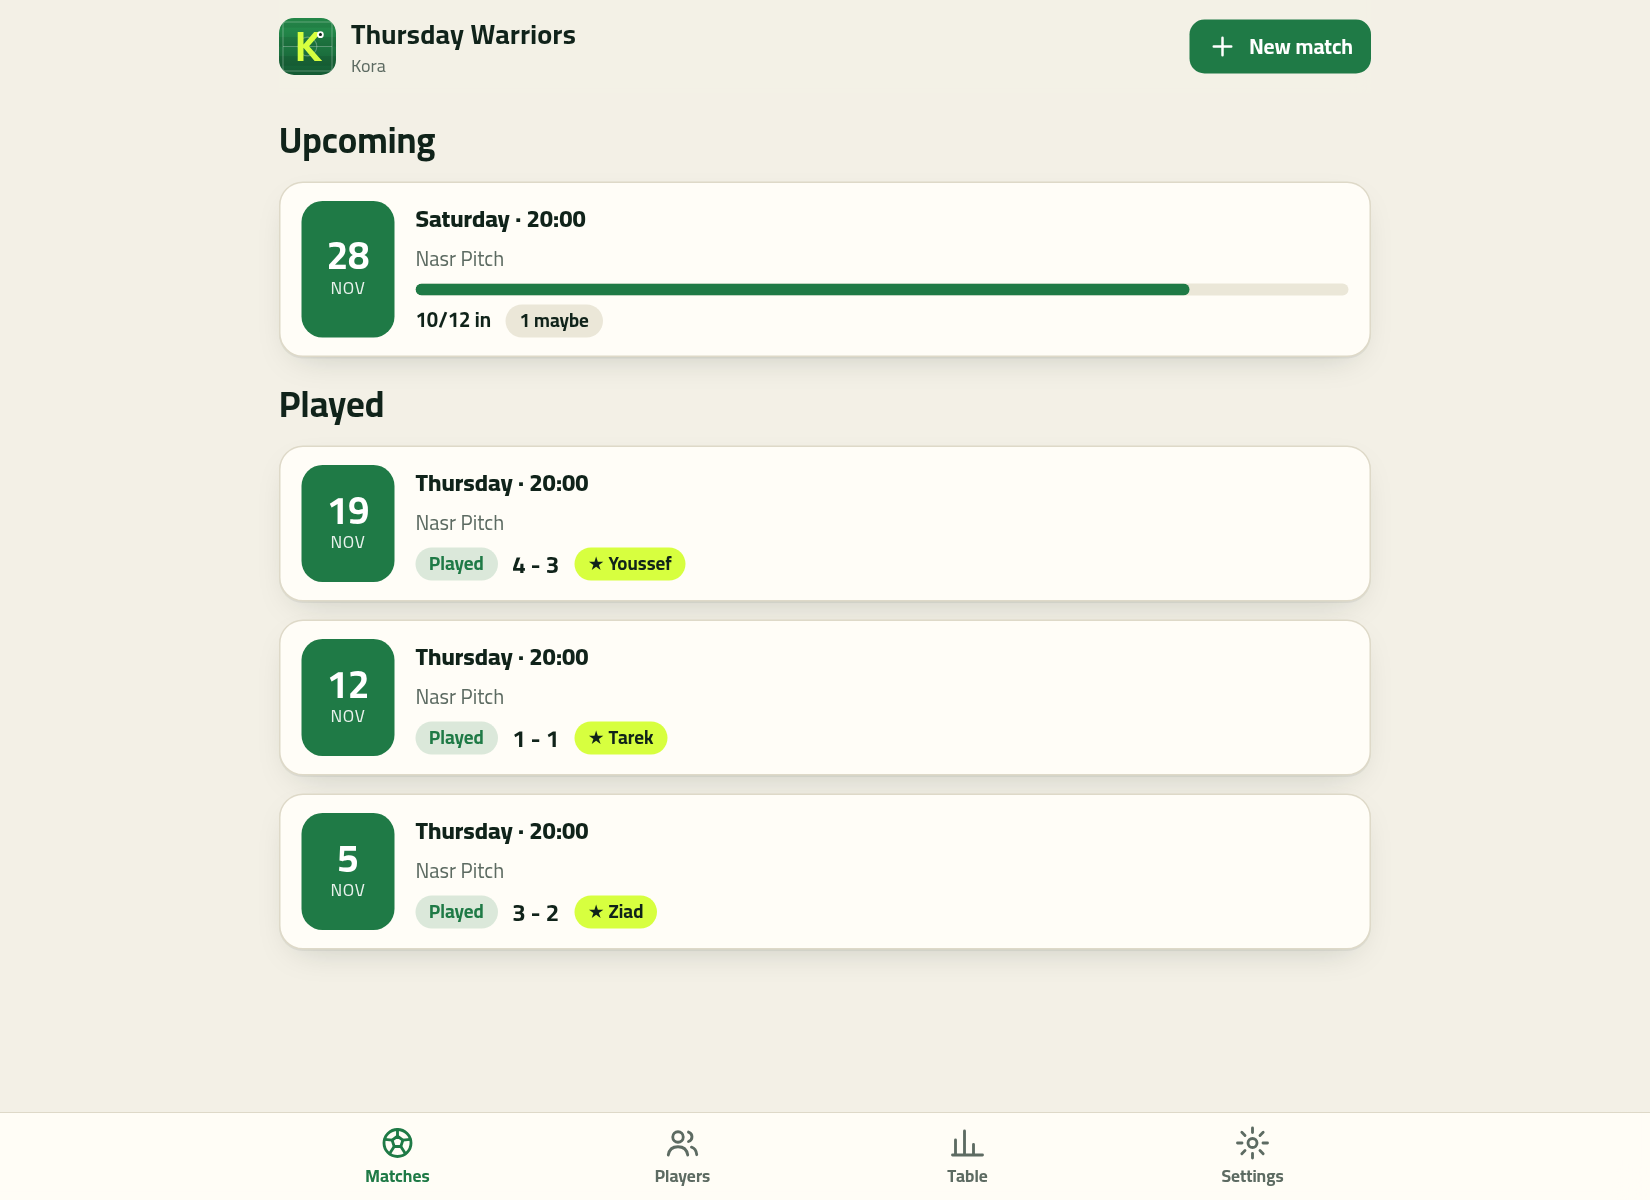 K
Thursday Warriors
Kora
New match
Upcoming
28
NOV
Saturday · 20:00
Nasr Pitch
10/12 in
1 maybe
Played
19
NOV
Thursday · 20:00
Nasr Pitch
Played 4 - 3 ★ Youssef
12
NOV
Thursday · 20:00
Nasr Pitch
Played 1 - 1 ★ Tarek
5
NOV
Thursday · 20:00
Nasr Pitch
Played 3 - 2 ★ Ziad
Matches
Players
Table
Settings